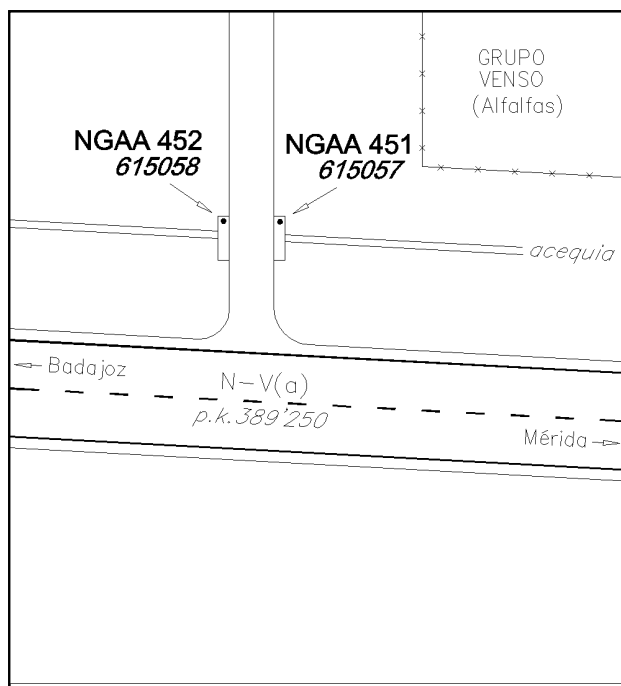 GRUPO
VENSO
(Alfalfas)
NGAA 452
615058
NGAA 451
615057
acequia
Badajoz
N-V(a)
p.k.389'250
Mérida